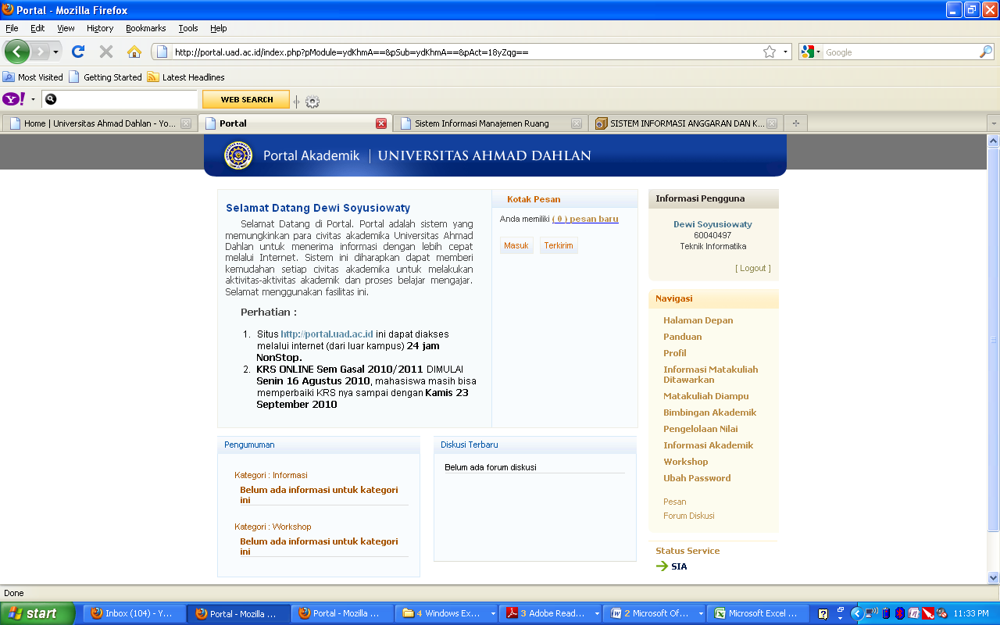 Portal - Mozilla Firefox
File Edit View History Bookmarks Tools Help
http://portal.uad.ac.id/index.php?pModule=ydKhmA==&pSub=ydKhmA==&pAct=18yZqg==
Google
Most Visited Getting Started Latest Headlines
Y! WEB SEARCH
Home | Universitas Ahmad Dahlan - Yo...
Portal
Sistem Informasi Manajemen Ruang
SISTEM INFORMASI ANGGARAN DAN K...
Portal Akademik | UNIVERSITAS AHMAD DAHLAN
Selamat Datang Dewi Soyusiowaty
Selamat Datang di Portal. Portal adalah sistem yang
memungkinkan para civitas akademika Universitas Ahmad
Dahlan untuk menerima informasi dengan lebih cepat
melalui Internet. Sistem ini diharapkan dapat memberi
kemudahan setiap civitas akademika untuk melakukan
aktivitas-aktivitas akademik dan proses belajar mengajar.
Selamat menggunakan fasilitas ini.
Perhatian :
1. Situs http://portal.uad.ac.id ini dapat diakses
melalui internet (dari luar kampus) 24 jam
NonStop.
2. KRS ONLINE Sem Gasal 2010/2011 DIMULAI
Senin 16 Agustus 2010, mahasiswa masih bisa
memperbaiki KRS nya sampai dengan Kamis 23
September 2010
Kotak Pesan
Anda memiliki ( 0 ) pesan baru
Masuk Terkirim
Informasi Pengguna
Dewi Soyusiowaty
60040497
Teknik Informatika
[ Logout ]
Navigasi
Halaman Depan
Panduan
Profil
Informasi Matakuliah
Ditawarkan
Matakuliah Diampu
Bimbingan Akademik
Pengelolaan Nilai
Informasi Akademik
Workshop
Ubah Password
Pesan
Forum Diskusi
Status Service
SIA
Pengumuman
Kategori : Informasi
Belum ada informasi untuk kategori
ini
Kategori : Workshop
Belum ada informasi untuk kategori
ini
Diskusi Terbaru
Belum ada forum diskusi
Done
start
Inbox (104) - Y...
Portal - Mozilla ...
Portal - Mozilla ...
4 Windows Ex...
3 Adobe Read...
2 Microsoft Of...
Microsoft Excel ...
11:33 PM